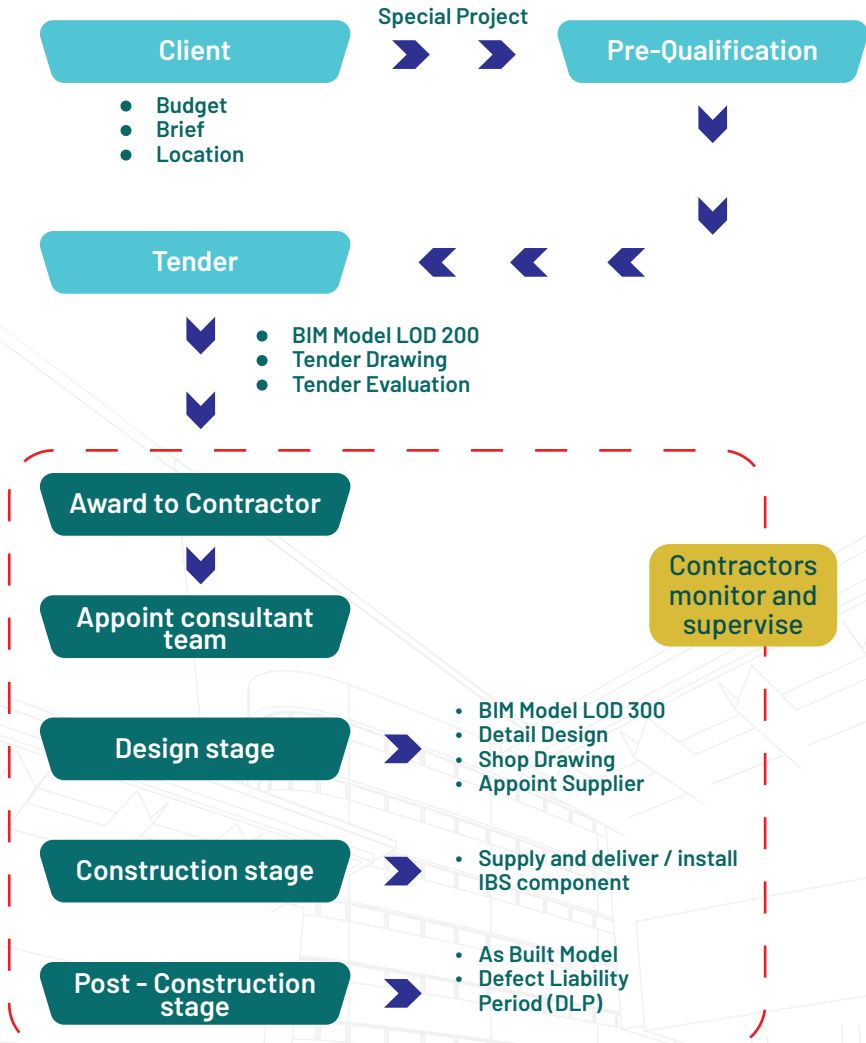 Special Project
Client
Pre-Qualification
● Budget
● Brief
● Location
Tender
● BIM Model LOD 200
● Tender Drawing
● Tender Evaluation
Award to Contractor
Contractors
monitor and
supervise
Appoint consultant
team
Design stage
• BIM Model LOD 300
• Detail Design
• Shop Drawing
• Appoint Supplier
Construction stage
• Supply and deliver / install
IBS component
Post - Construction
stage
• As Built Model
• Defect Liability
Period (DLP)